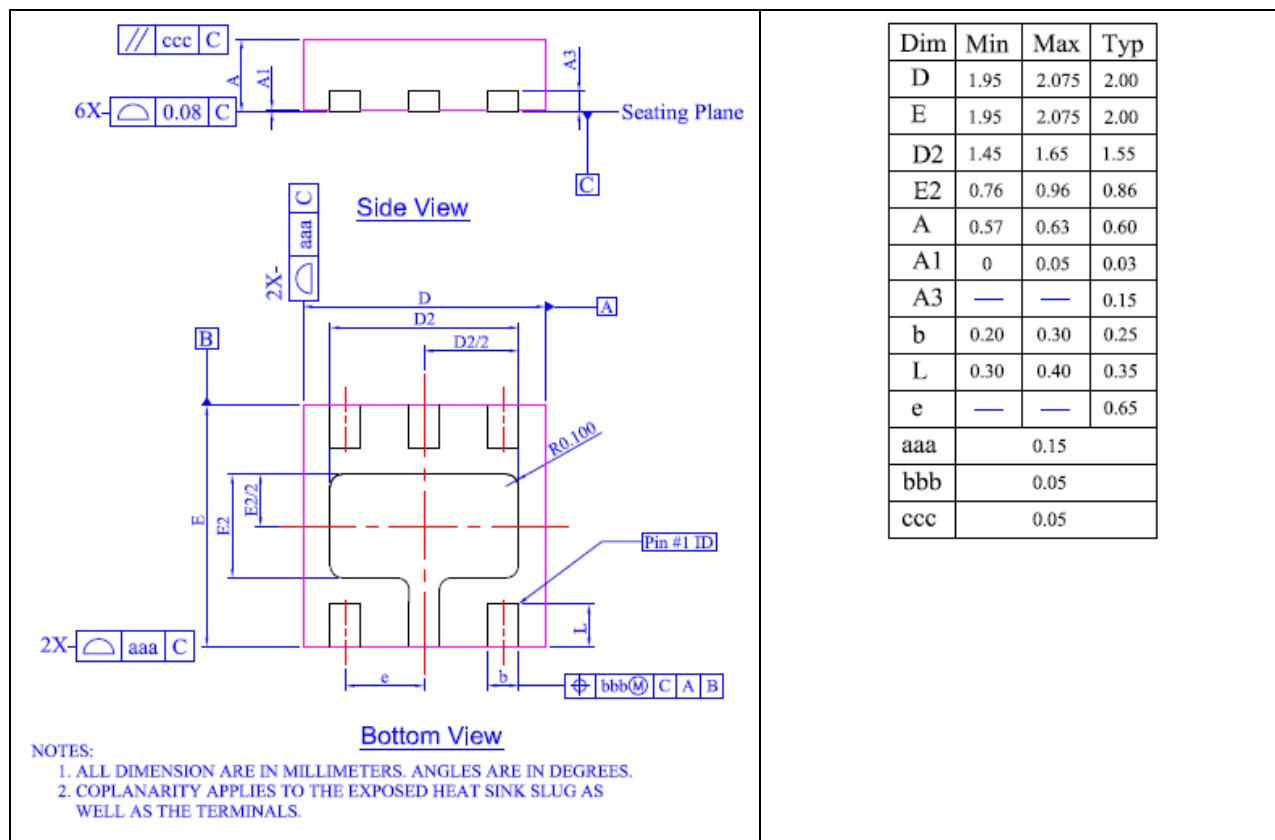 // ccc C
A
A1
A3
6X- ⌓ 0.08 C
Seating Plane
C
Side View
2X- ⌓ aaa C
D
A
D2
D2/2
B
R0.100
E
E2
E2/2
Pin #1 ID
L
2X- ⌓ aaa C
e
b
⌖ bbbⓂ C A B
Bottom View
NOTES:
1. ALL DIMENSION ARE IN MILLIMETERS. ANGLES ARE IN DEGREES.
2. COPLANARITY APPLIES TO THE EXPOSED HEAT SINK SLUG AS
WELL AS THE TERMINALS.
Dim Min Max Typ
D 1.95 2.075 2.00
E 1.95 2.075 2.00
D2 1.45 1.65 1.55
E2 0.76 0.96 0.86
A 0.57 0.63 0.60
A1 0 0.05 0.03
A3 — — 0.15
b 0.20 0.30 0.25
L 0.30 0.40 0.35
e — — 0.65
aaa 0.15
bbb 0.05
ccc 0.05